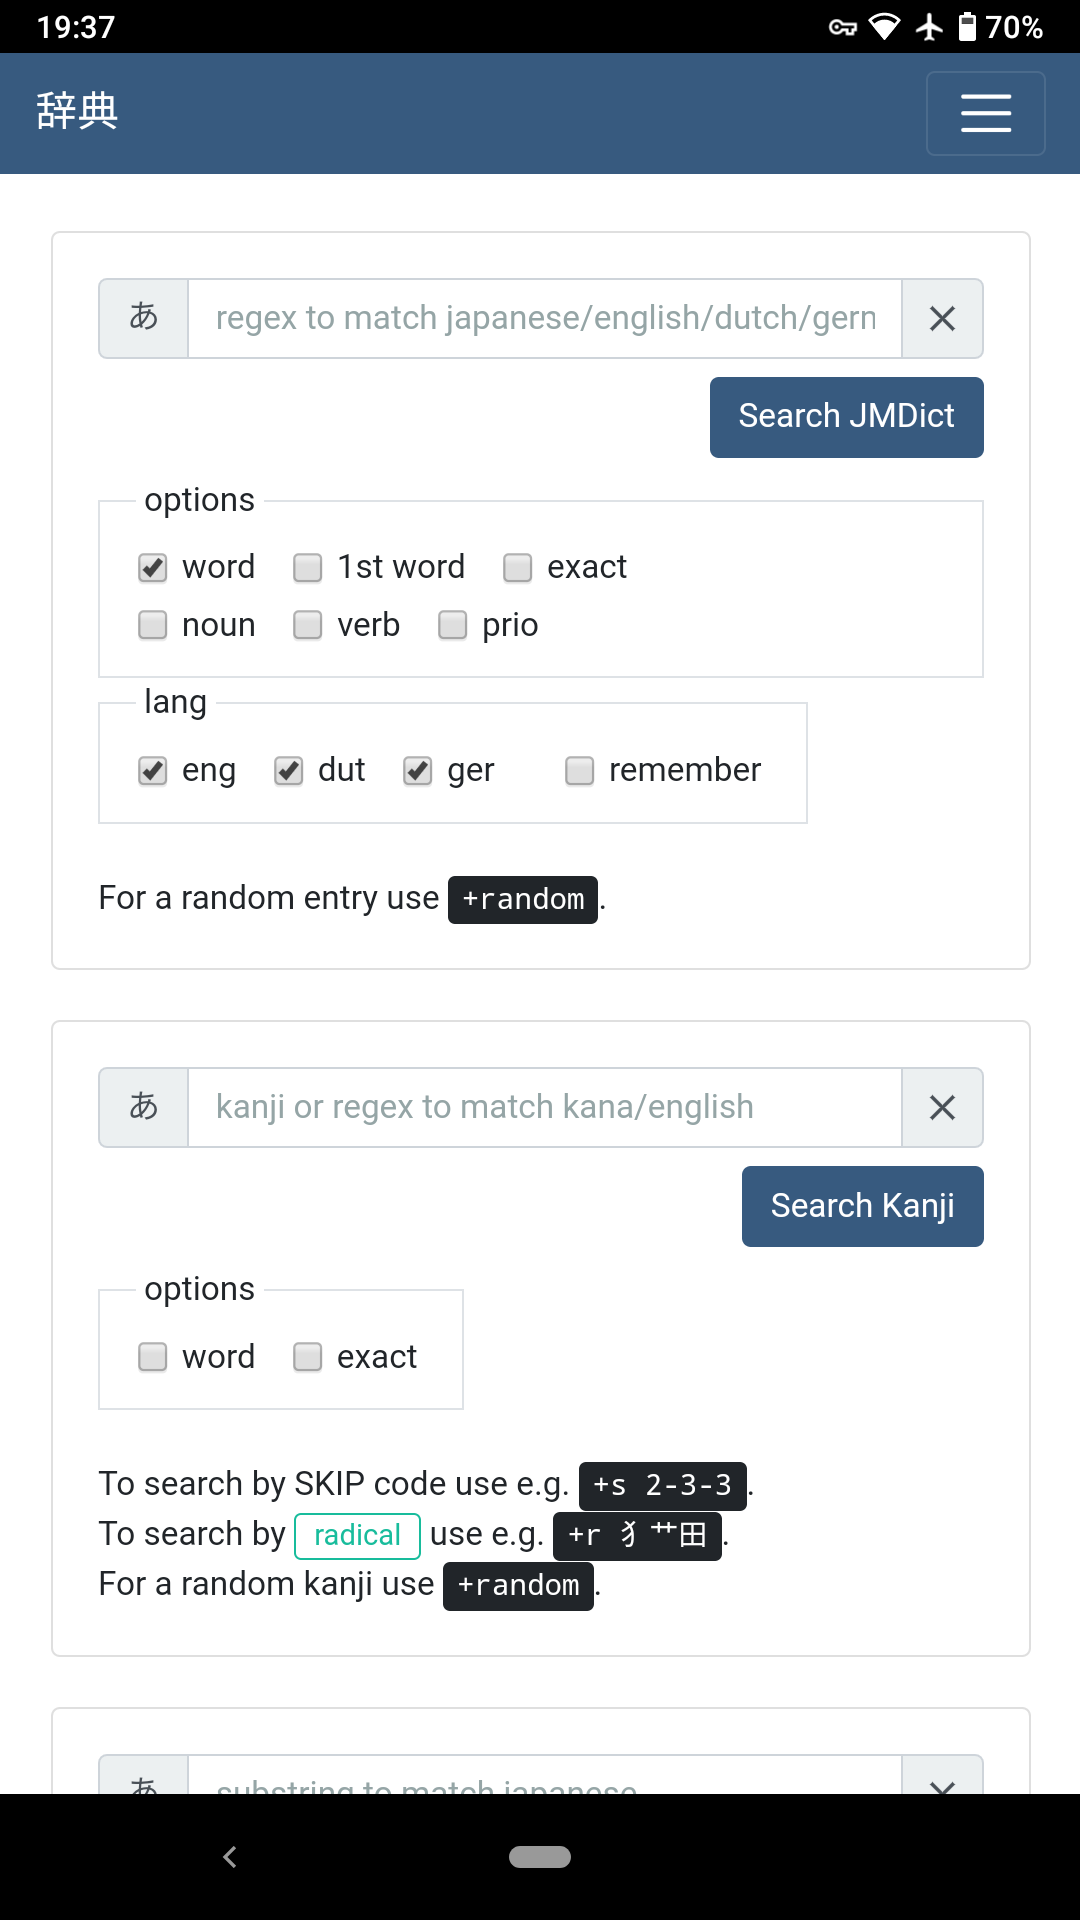 19:37 70%
辞典
あ regex to match japanese/english/dutch/germ
Search JMDict
options
word 1st word exact
noun verb prio
lang
eng dut ger remember
For a random entry use +random.
あ kanji or regex to match kana/english
Search Kanji
options
word exact
To search by SKIP code use e.g. +s 2-3-3.
To search by radical use e.g. +r ⺨艹田.
For a random kanji use +random.
あ substring to match japanese